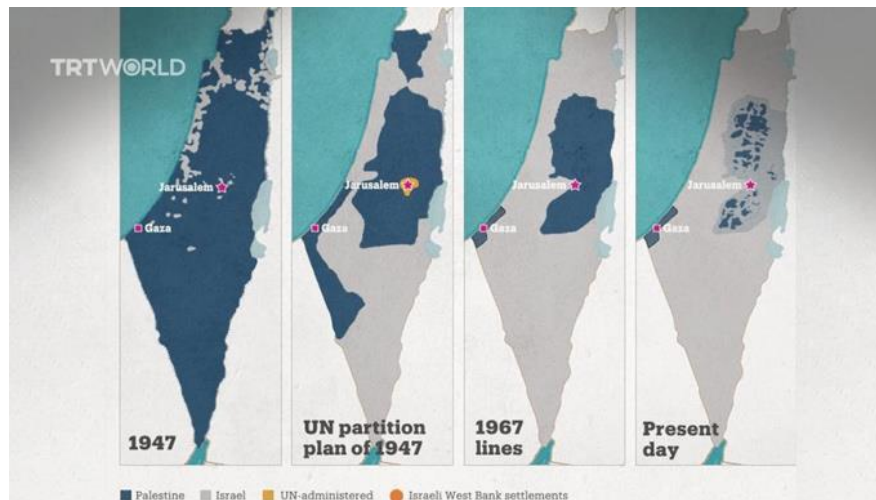 TRTWORLD
Jarusalem
Gaza
1947
Jarusalem
Gaza
UN partition
plan of 1947
Jarusalem
Gaza
1967
lines
Jarusalem
Gaza
Present
day
Palestine Israel UN-administered Israeli West Bank settlements